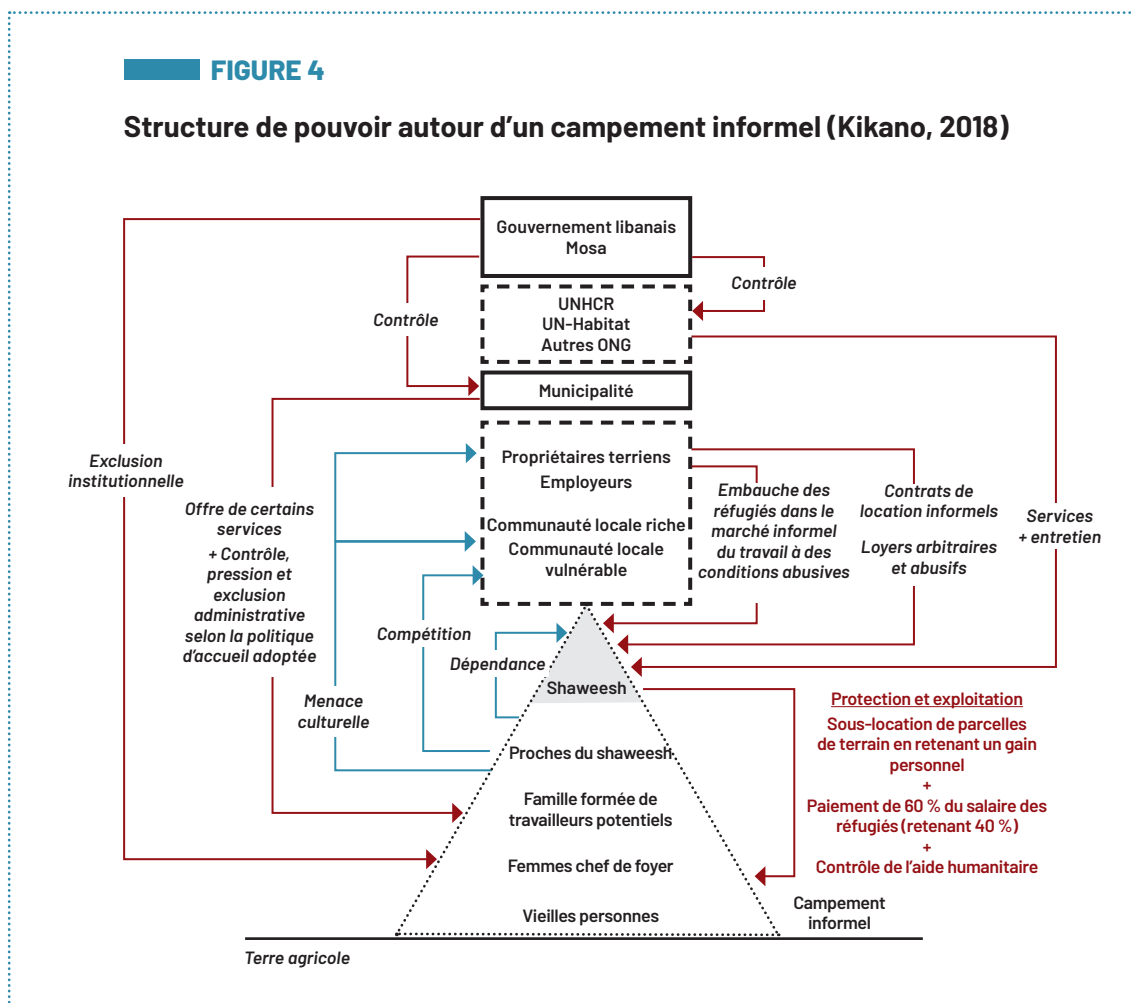 FIGURE 4
Structure de pouvoir autour d’un campement informel (Kikano, 2018)
Gouvernement libanais
Mosa
Contrôle
UNHCR
UN-Habitat
Autres ONG
Contrôle
Municipalité
Exclusion
institutionnelle
Offre de certains
services
+ Contrôle,
pression et
exclusion
administrative
selon la politique
d’accueil adoptée
Menace
culturelle
Compétition
Dépendance
Propriétaires terriens
Employeurs
Communauté locale riche
Communauté locale
vulnérable
Embauche des
réfugiés dans le
marché informel
du travail à des
conditions abusives
Contrats de
location informels
Loyers arbitraires
et abusifs
Services
+ entretien
Shaweesh
Proches du shaweesh
Famille formée de
travailleurs potentiels
Femmes chef de foyer
Vieilles personnes
Protection et exploitation
Sous-location de parcelles
de terrain en retenant un gain
personnel
+
Paiement de 60 % du salaire des
réfugiés (retenant 40 %)
+
Contrôle de l’aide humanitaire
Campement
informel
Terre agricole